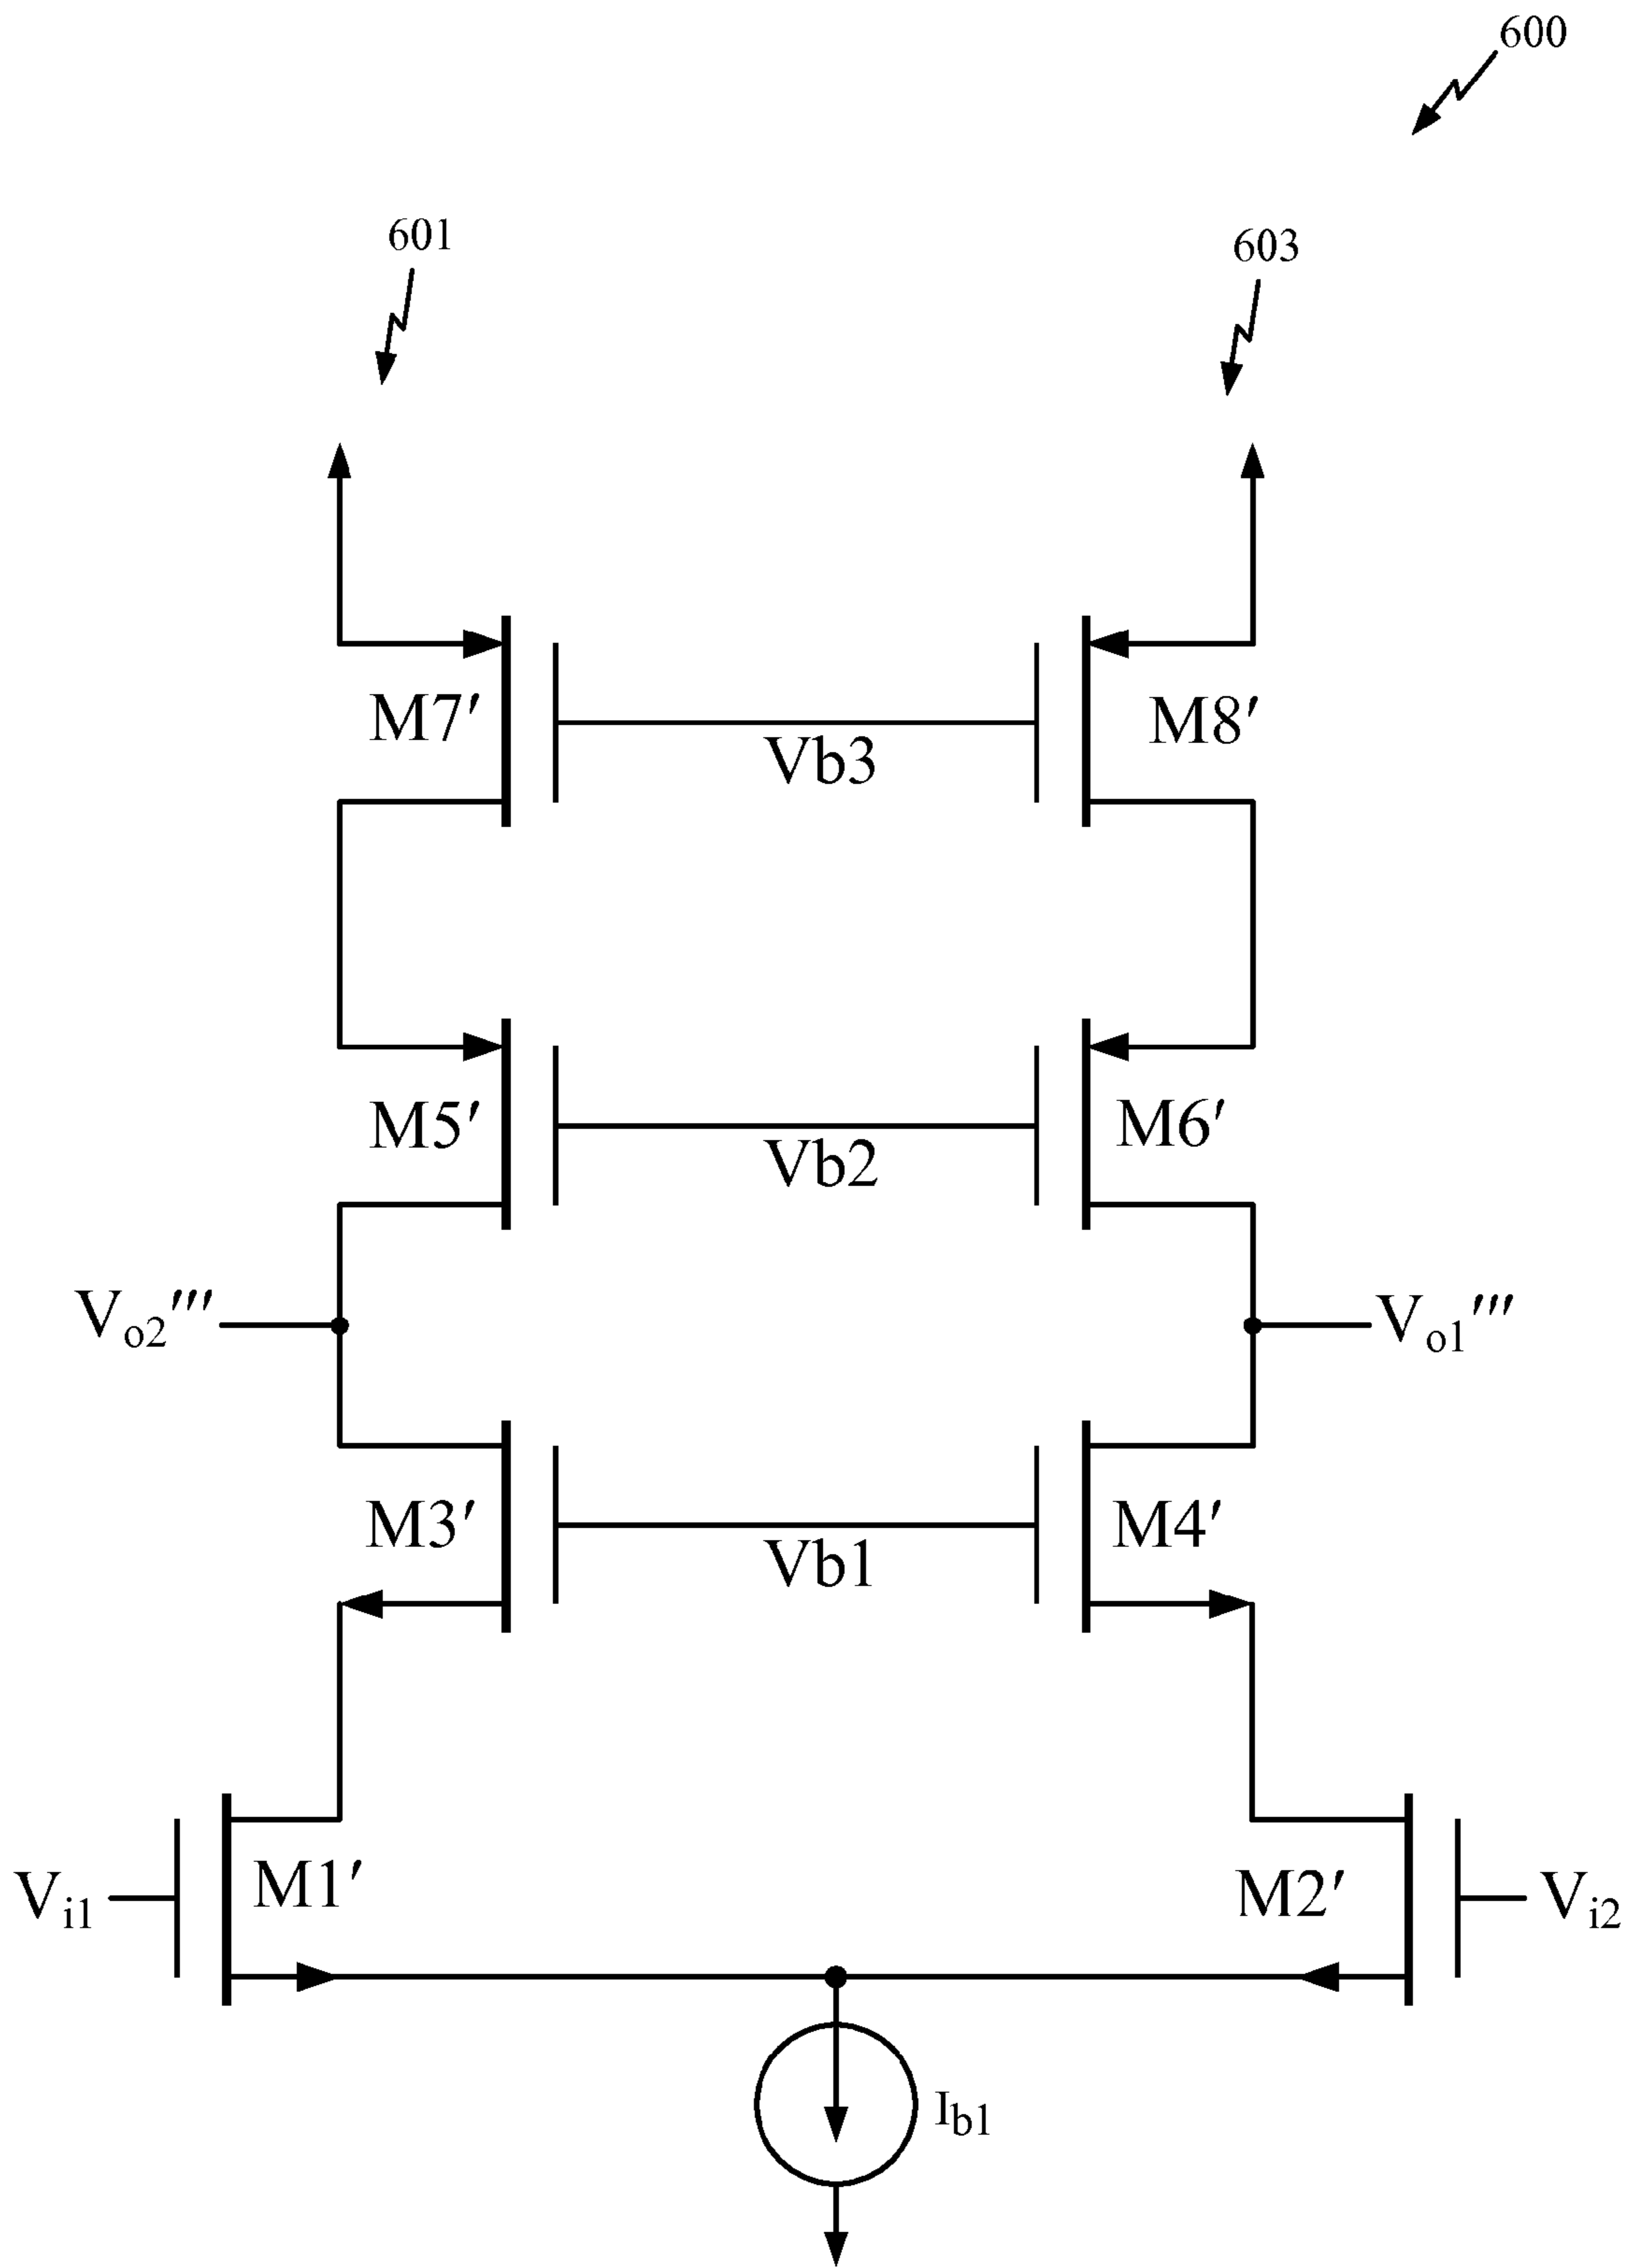 600
601
603
M7′
M8′
Vb3
M5′
M6′
Vb2
Vo2′′′
Vo1′′′
M3′
M4′
Vb1
M1′
M2′
Vi1
Vi2
Ib1